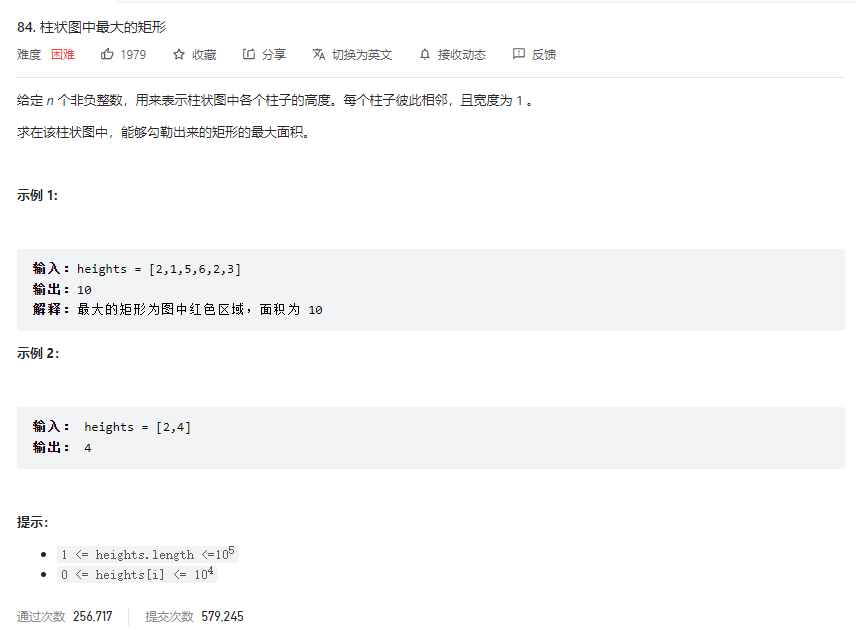 84. 柱状图中最大的矩形
难度 困难 1979 收藏 分享 切换为英文 接收动态 反馈
给定 n 个非负整数，用来表示柱状图中各个柱子的高度。每个柱子彼此相邻，且宽度为 1 。
求在该柱状图中，能够勾勒出来的矩形的最大面积。
示例 1:
输入：heights = [2,1,5,6,2,3]
输出：10
解释：最大的矩形为图中红色区域，面积为 10
示例 2：
输入： heights = [2,4]
输出： 4
提示：
1 <= heights.length <=10⁵
0 <= heights[i] <= 10⁴
通过次数 256,717 提交次数 579,245